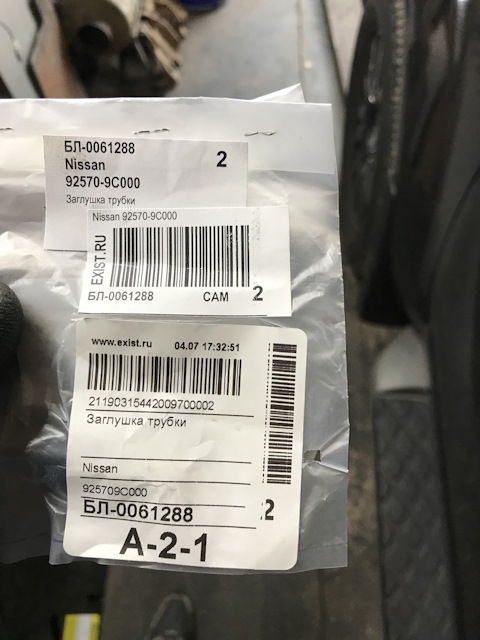 БЛ-0061288
Nissan
2
92570-9C000
Заглушка трубки
Nissan 92570-9C000
EXIST.RU
БЛ-0061288 САМ 2
www.exist.ru 04.07 17:32:51
21190315442009700002
Заглушка трубки
Nissan
925709C000
БЛ-0061288 2
А-2-1